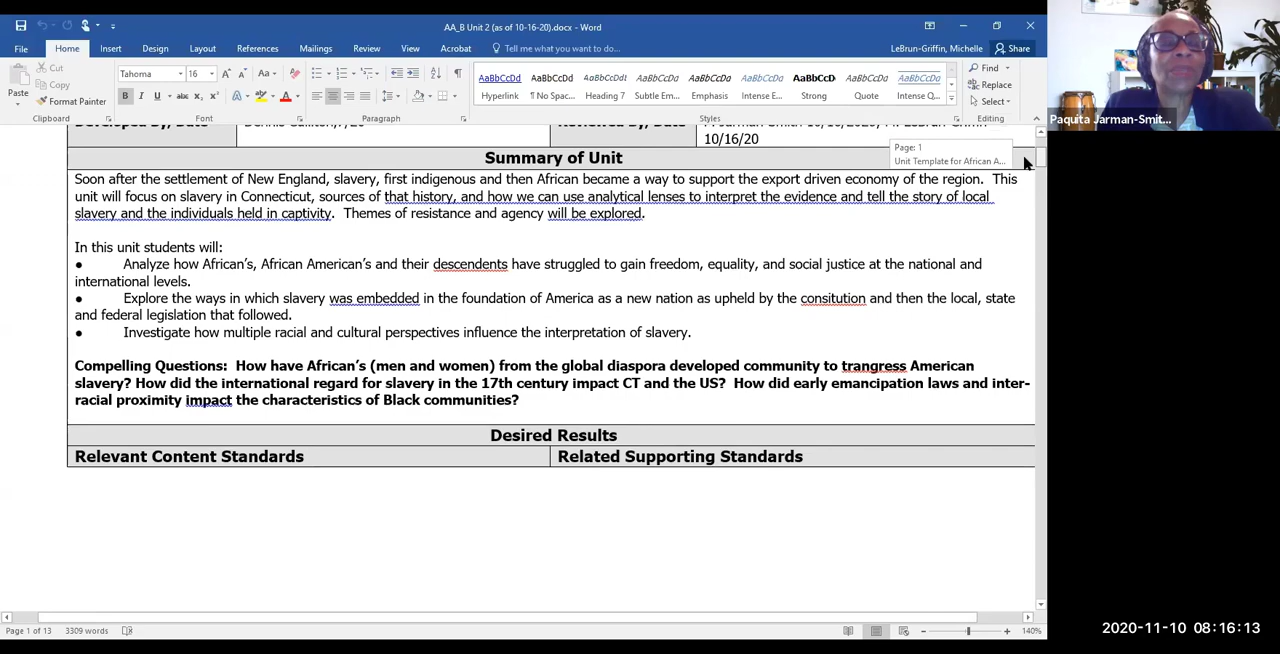 AA_B Unit 2 (as of 10-16-20).docx - Word
File Home Insert Design Layout References Mailings Review View Acrobat Tell me what you want to do... LeBrun-Griffin, Michelle Share
Paste
Cut
Copy
Format Painter
Tahoma 16
AaBbCcDd AaBbCcDd AaBbCcDd AaBbCcDd AaBbCcDd AaBbCcDd AaBbCcD AaBbCcDd AaBbCcDd
Hyperlink ¶ No Spac... Heading 7 Subtle Em... Emphasis Intense E... Strong Quote Intense Q...
Find
Replace
Select
Clipboard Font Paragraph Styles Editing
Paquita Jarman-Smit...
10/16/20
Page: 1
Unit Template for African A...
Summary of Unit
Soon after the settlement of New England, slavery, first indigenous and then African became a way to support the export driven economy of the region. This
unit will focus on slavery in Connecticut, sources of that history, and how we can use analytical lenses to interpret the evidence and tell the story of local
slavery and the individuals held in captivity. Themes of resistance and agency will be explored.
In this unit students will:
● Analyze how African's, African American's and their descendents have struggled to gain freedom, equality, and social justice at the national and
international levels.
● Explore the ways in which slavery was embedded in the foundation of America as a new nation as upheld by the consitution and then the local, state
and federal legislation that followed.
● Investigate how multiple racial and cultural perspectives influence the interpretation of slavery.
Compelling Questions: How have African's (men and women) from the global diaspora developed community to trangress American
slavery? How did the international regard for slavery in the 17th century impact CT and the US? How did early emancipation laws and inter-
racial proximity impact the characteristics of Black communities?
Desired Results
Relevant Content Standards Related Supporting Standards
Page 1 of 13 3309 words 140%
2020-11-10 08:16:13